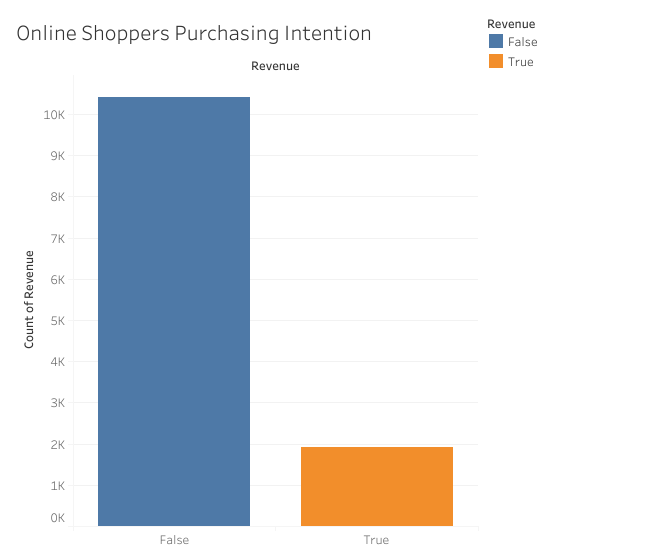 Online Shoppers Purchasing Intention
Revenue
False
True
Revenue
10K
9K
8K
7K
6K
5K
4K
3K
2K
1K
0K
Count of Revenue
False
True